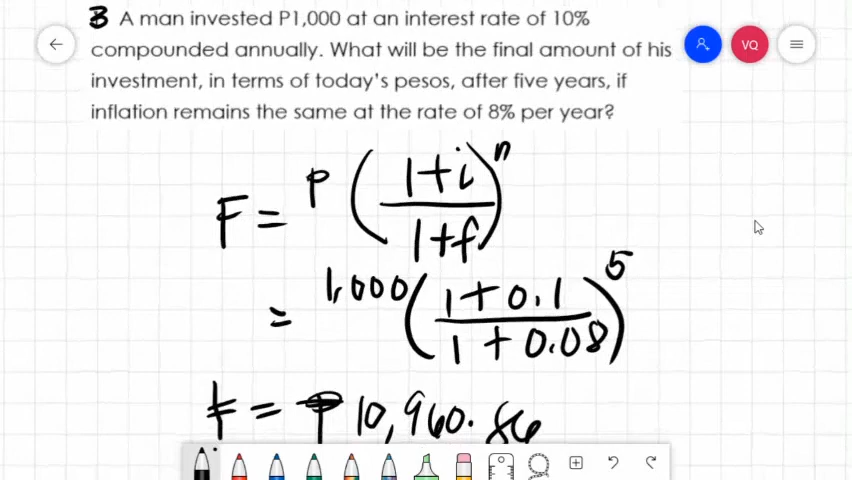 3 A man invested P1,000 at an interest rate of 10%
compounded annually. What will be the final amount of his
investment, in terms of today's pesos, after five years, if
inflation remains the same at the rate of 8% per year?
VQ
F = P (1+i / 1+f)^n
= 1,000 (1+0.1 / 1+0.08)^5
F = ₱10,960.86